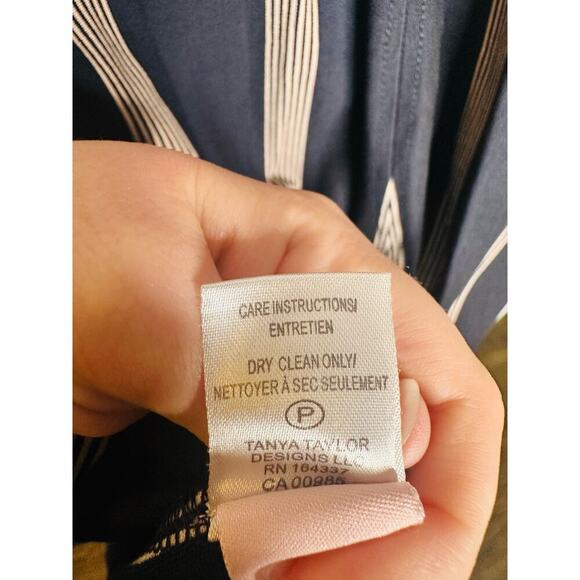 CARE INSTRUCTIONS/
ENTRETIEN
DRY CLEAN ONLY/
NETTOYER À SEC SEULEMENT
P
TANYA TAYLOR
DESIGNS LLC
RN 164337
CA 00985